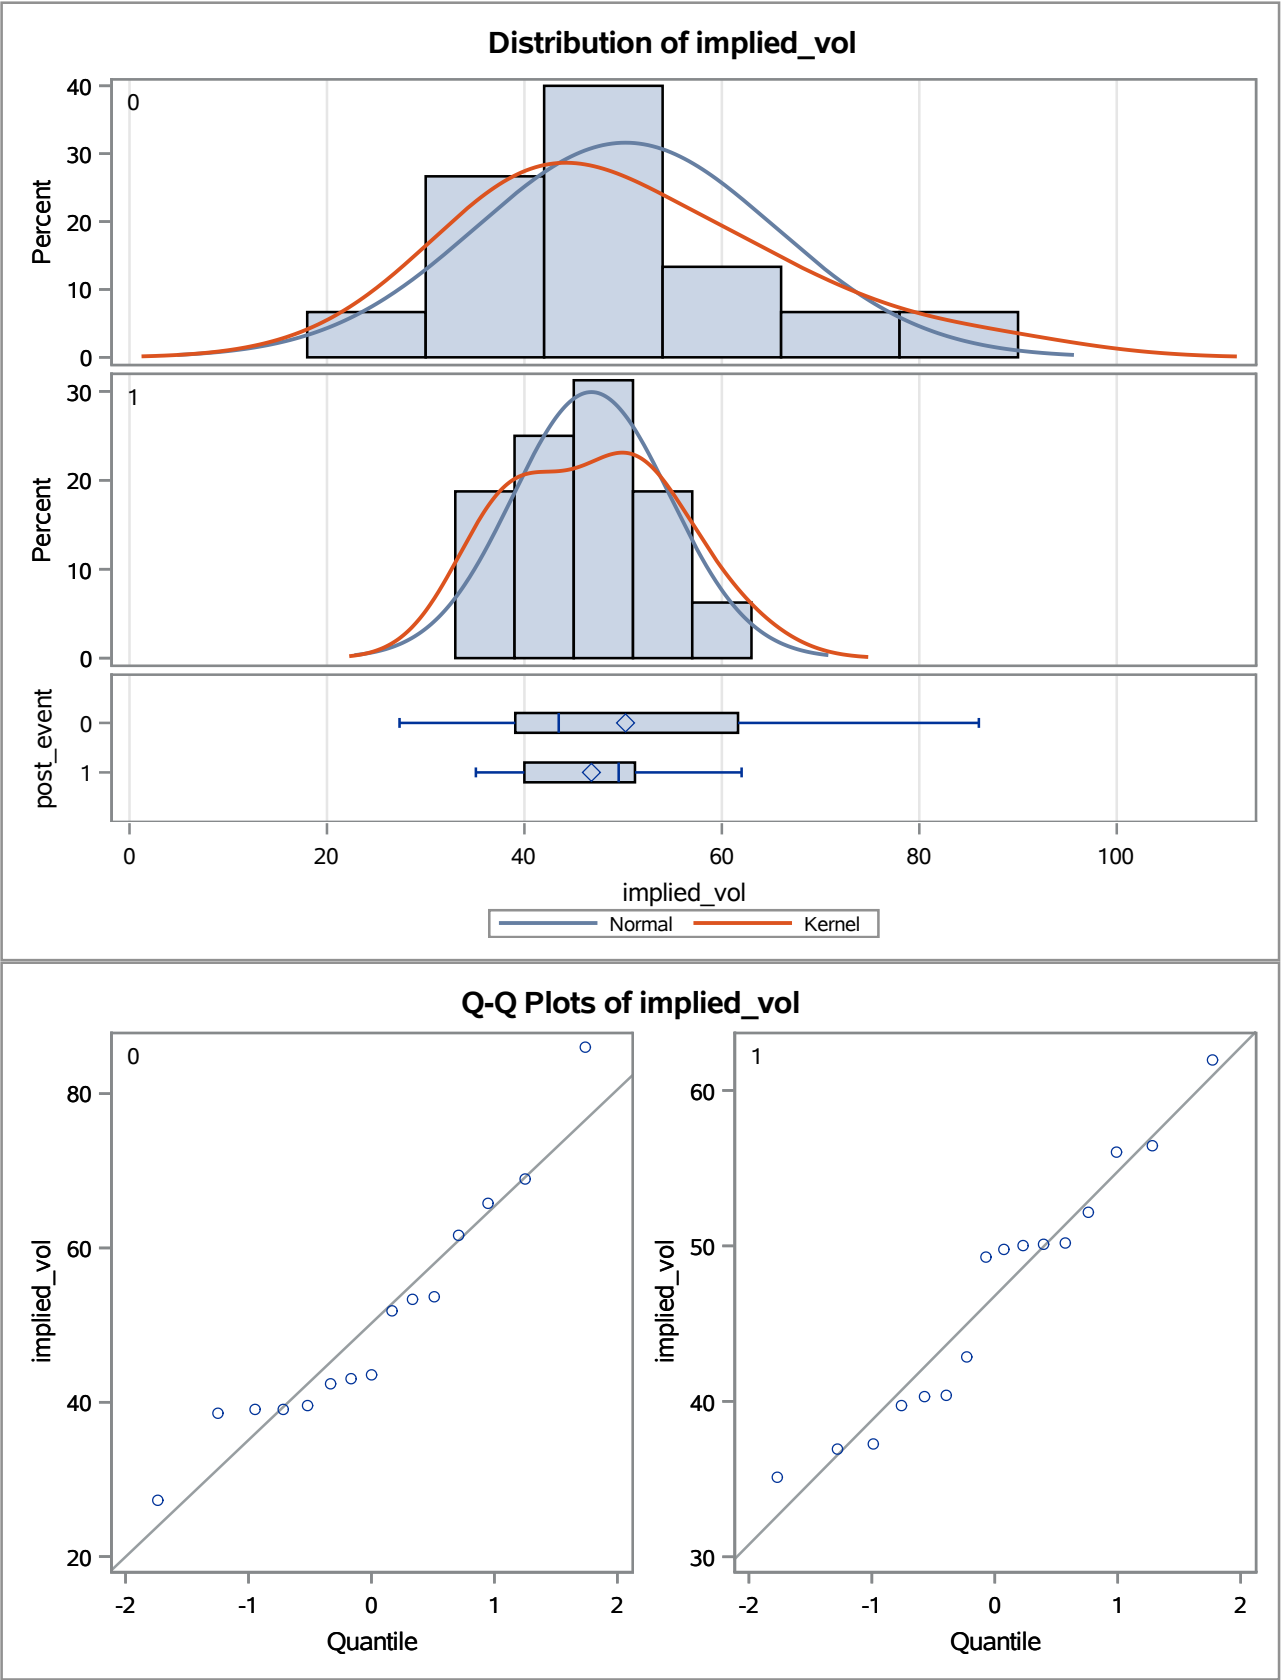 Distribution of implied_vol
40
30
20
10
0
Percent
0
30
20
10
0
Percent
1
post_event
0
1
0 20 40 60 80 100
implied_vol
Normal Kernel
Q-Q Plots of implied_vol
0
80
60
40
20
implied_vol
-2 -1 0 1 2
Quantile
1
60
50
40
30
implied_vol
-2 -1 0 1 2
Quantile